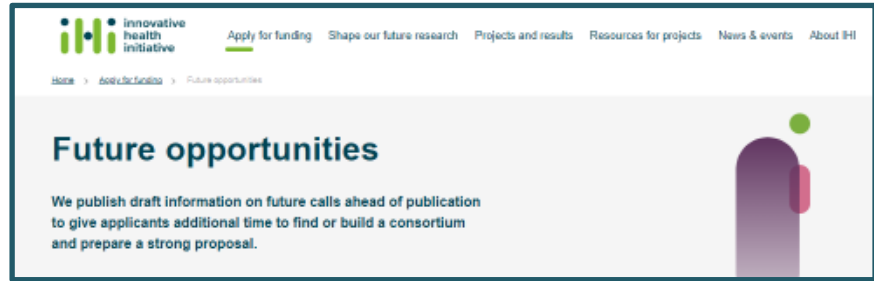 iHi innovative
health
initiative
Apply for funding Shape our future research Projects and results Resources for projects News & events About IHI
Home > Apply for funding > Future opportunities
Future opportunities
We publish draft information on future calls ahead of publication
to give applicants additional time to find or build a consortium
and prepare a strong proposal.